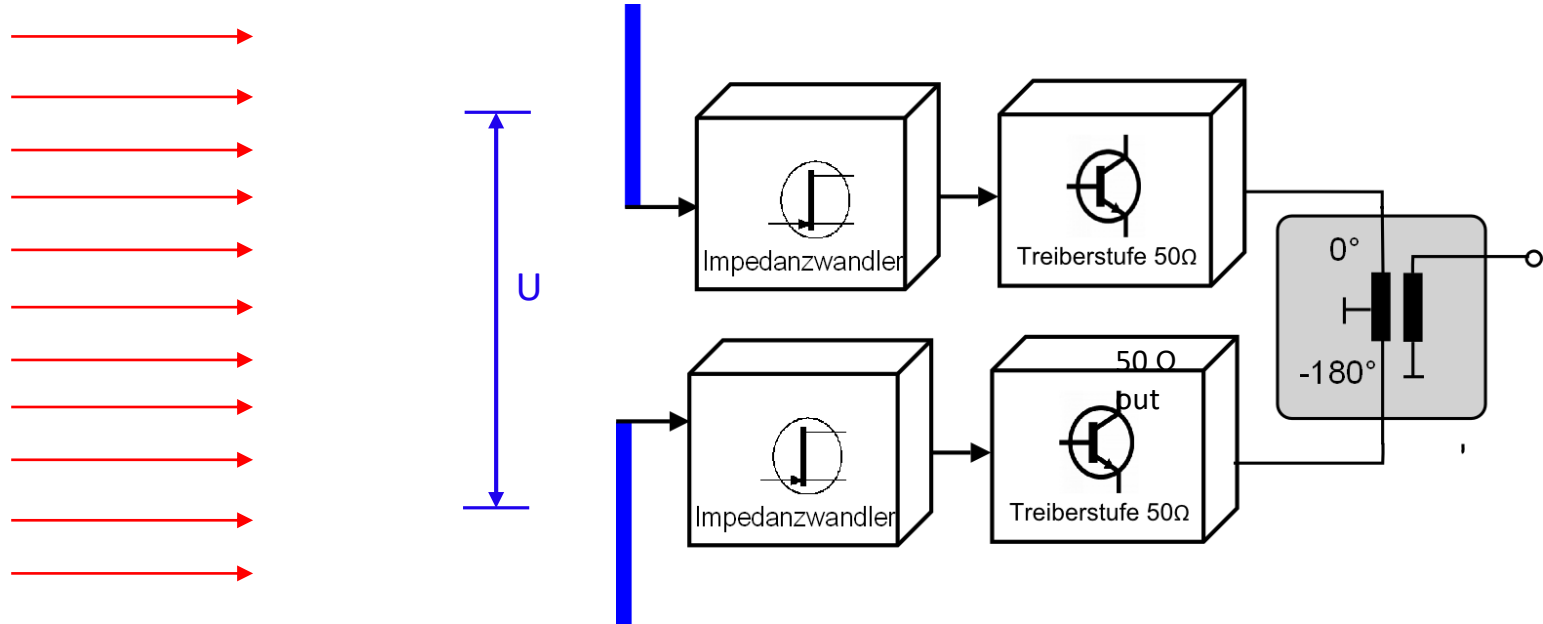 U
Impedanzwandler
Treiberstufe 50Ω
0°
-180°
50 Ω
out
Impedanzwandler
Treiberstufe 50Ω